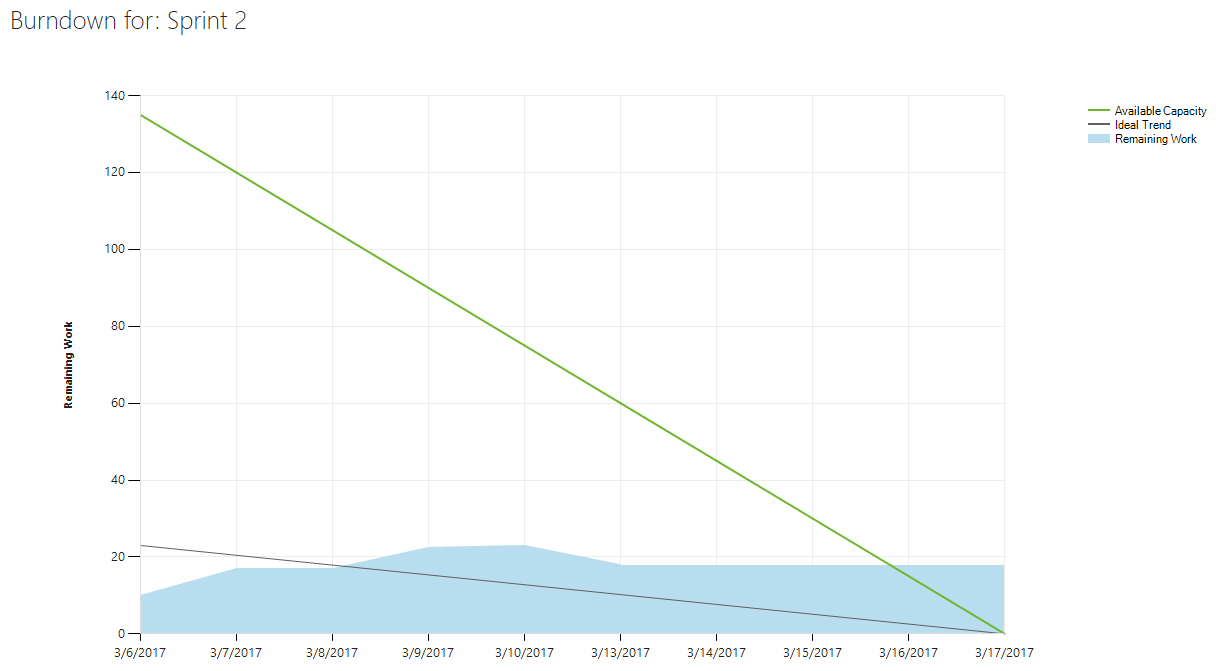 Burndown for: Sprint 2
140
120
100
80
60
40
20
0
Remaining Work
3/6/2017 3/7/2017 3/8/2017 3/9/2017 3/10/2017 3/13/2017 3/14/2017 3/15/2017 3/16/2017 3/17/2017
Available Capacity
Ideal Trend
Remaining Work